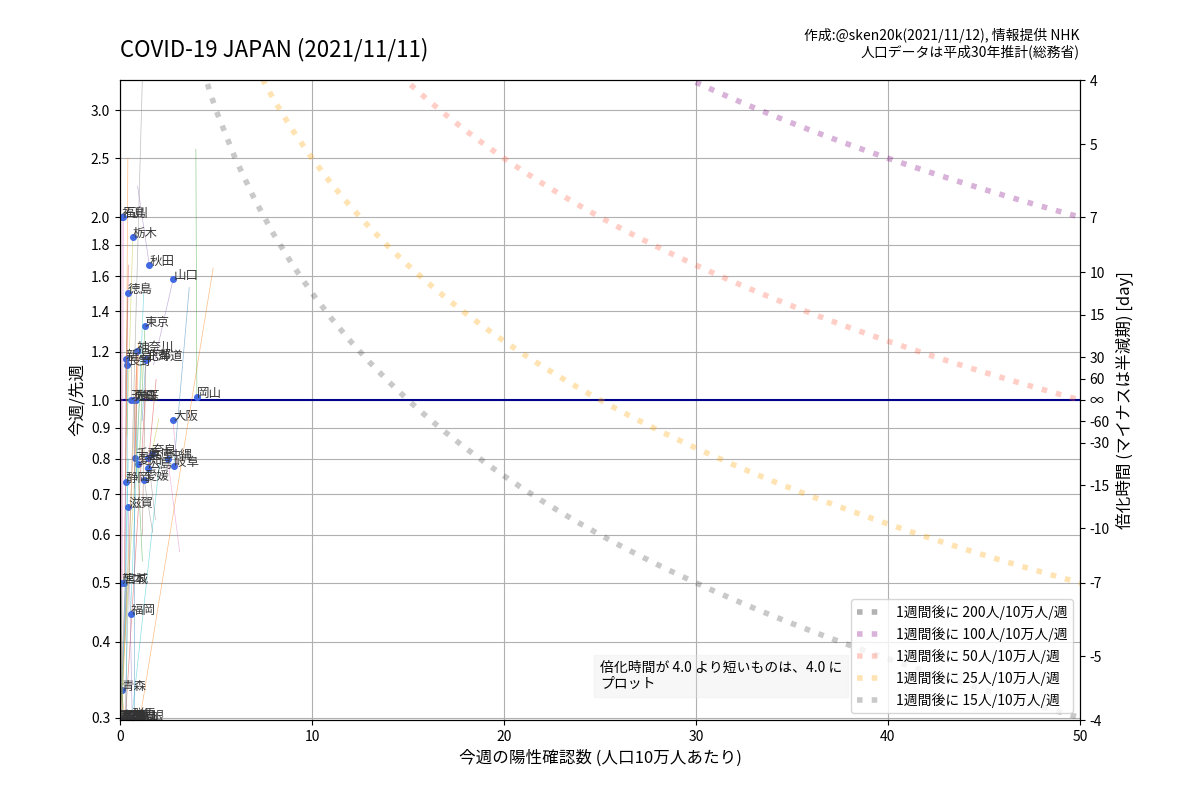 COVID-19 JAPAN (2021/11/11)
作成:@sken20k(2021/11/12), 情報提供 NHK
人口データは平成30年推計(総務省)
今週/先週
3.0
2.5
2.0
1.8
1.6
1.4
1.2
1.0
0.9
0.8
0.7
0.6
0.5
0.4
0.3
福島
栃木
秋田
山口
徳島
東京
神奈川
長野
岡山
大阪
奈良
岐阜
愛媛
静岡
滋賀
宮城
福岡
青森
4
5
7
10
15
30
60
∞
-60
-30
-15
-10
-7
-5
-4
倍化時間 (マイナスは半減期) [day]
倍化時間が 4.0 より短いものは、4.0 に
プロット
1週間後に 200人/10万人/週
1週間後に 100人/10万人/週
1週間後に 50人/10万人/週
1週間後に 25人/10万人/週
1週間後に 15人/10万人/週
0
10
20
30
40
50
今週の陽性確認数 (人口10万人あたり)